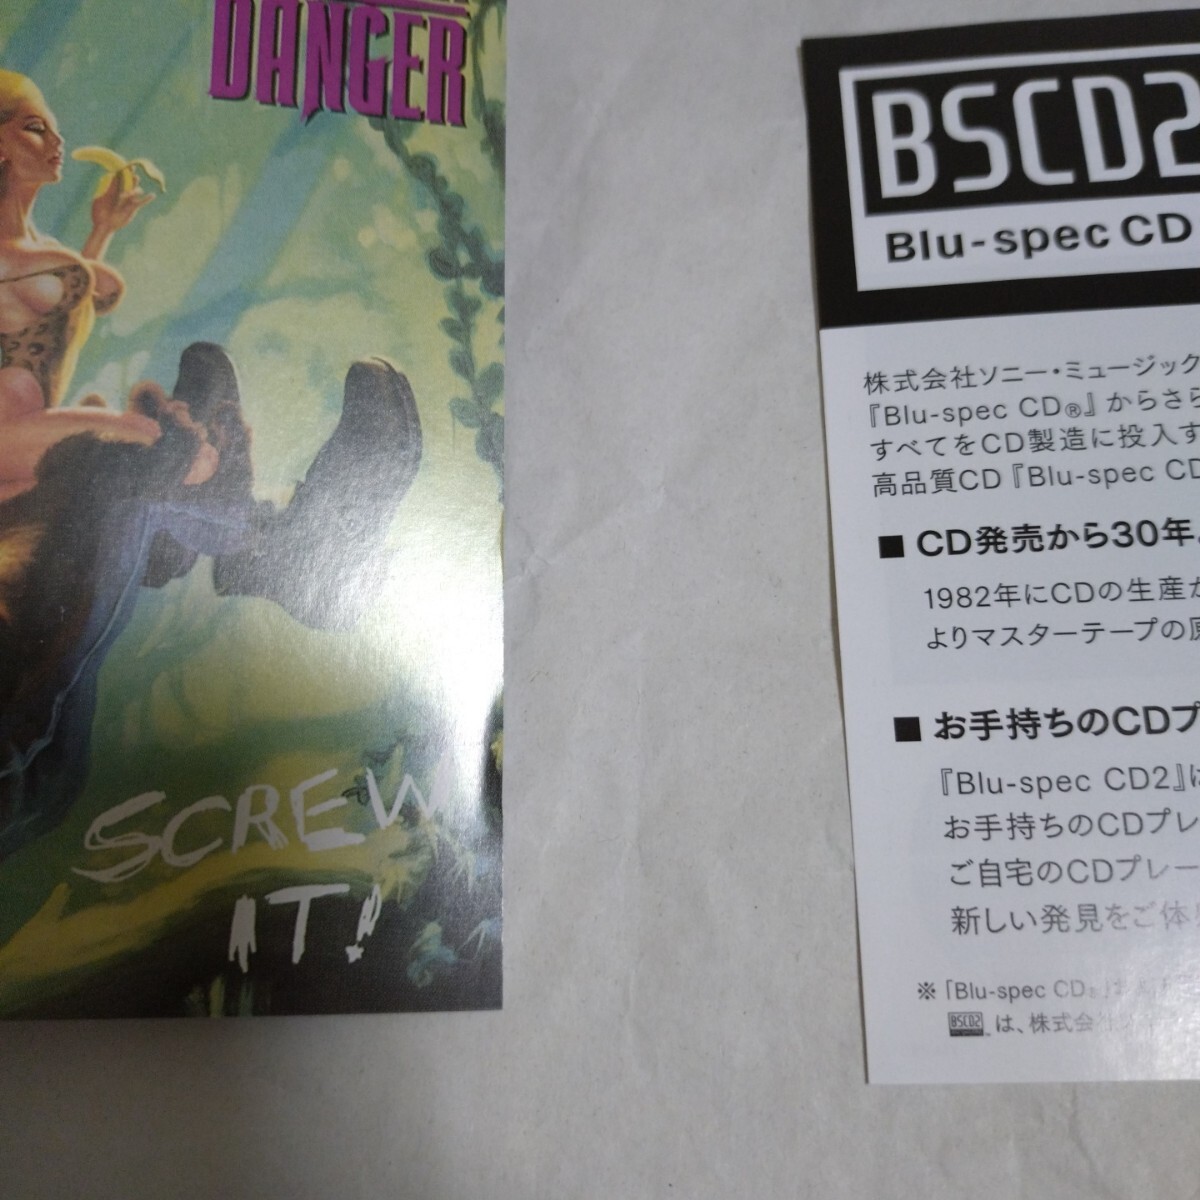 DANGER
SCREW
IT!
BSCD2
Blu-spec CD
株式会社ソニー・ミュージック
『Blu-spec CD®』からさら
すべてをCD製造に投入す
高品質CD『Blu-spec CD
■ CD発売から30年
1982年にCDの生産が
よりマスターテープの原
■ お手持ちのCDプ
『Blu-spec CD2』は
お手持ちのCDプレ
ご自宅のCDプレー
新しい発見をご体
※「Blu-spec CD®」
BSCD2™ は、株式会社